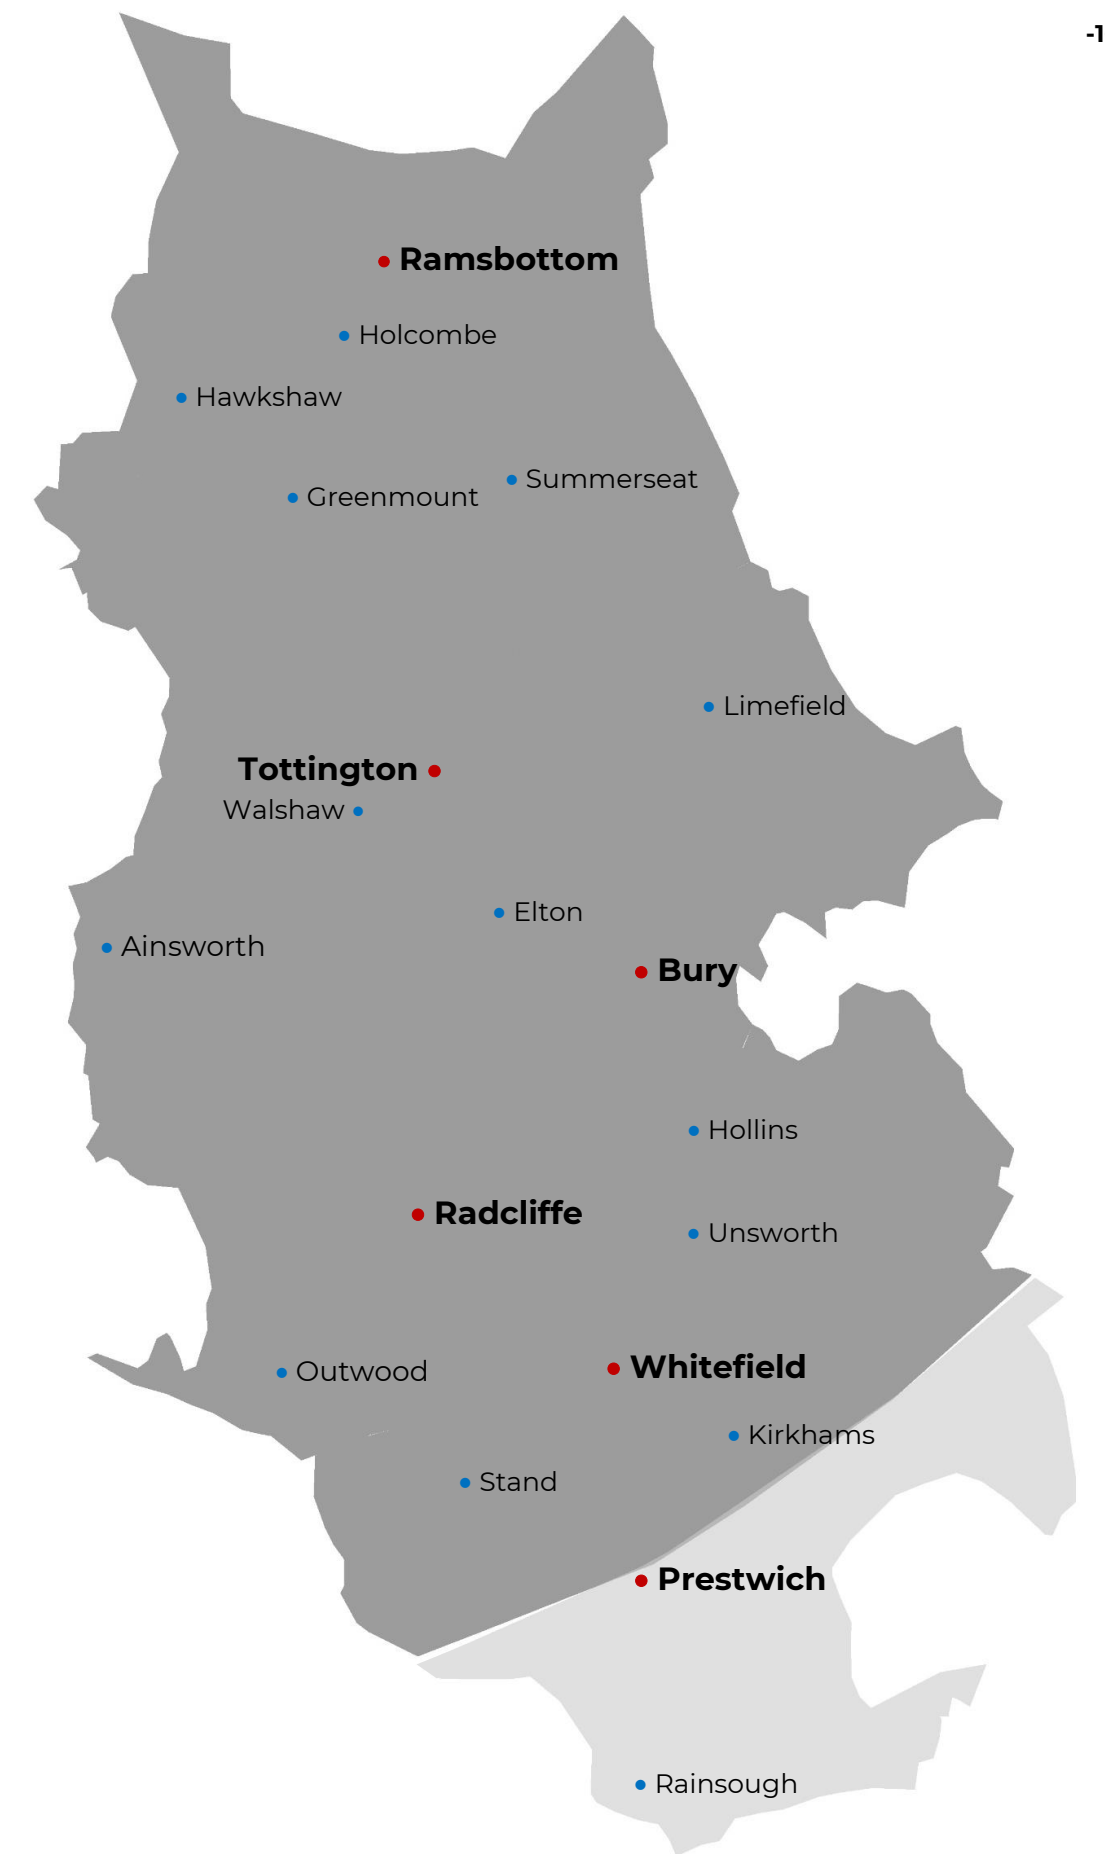 -1
Ramsbottom
Holcombe
Hawkshaw
Summerseat
Greenmount
Limefield
Tottington
Walshaw
Elton
Ainsworth
Bury
Hollins
Radcliffe
Unsworth
Whitefield
Outwood
Kirkhams
Stand
Prestwich
Rainsough